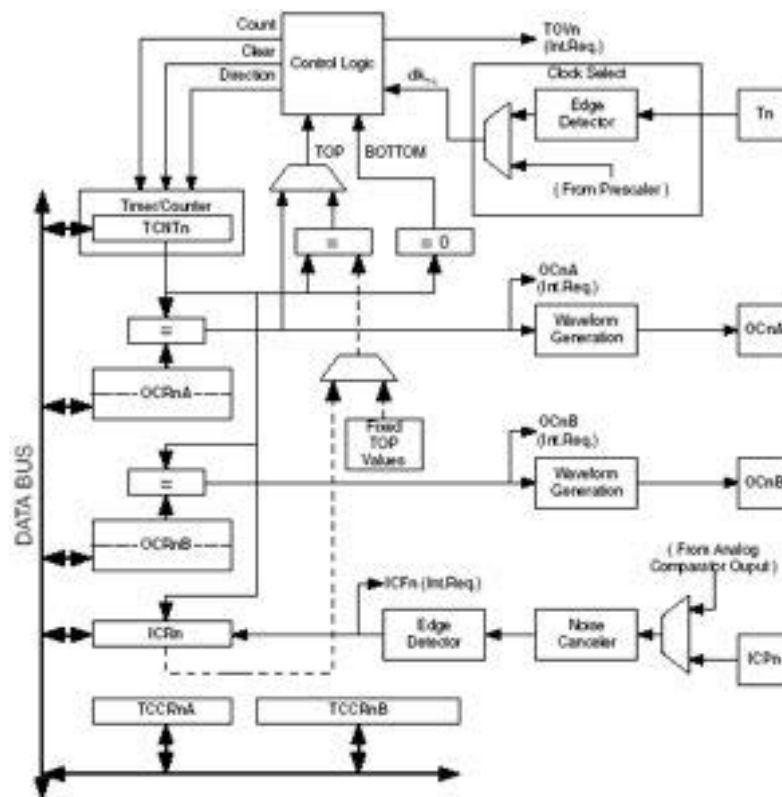 Count
Clear
Direction
Control Logic
TOVn
(Int.Req.)
clk
Clock Select
Edge
Detector
Tn
( From Prescaler )
TOP
BOTTOM
Timer/Counter
TCNTn
=
= 0
OCnA
(Int.Req.)
=
Waveform
Generation
OCnA
OCRnA
Fixed
TOP
Values
OCnB
(Int.Req.)
=
Waveform
Generation
OCnB
OCRnB
DATA BUS
( From Analog
Comparator Ouput )
ICFn (Int.Req.)
ICRn
Edge
Detector
Noise
Canceler
ICPn
TCCRnA
TCCRnB